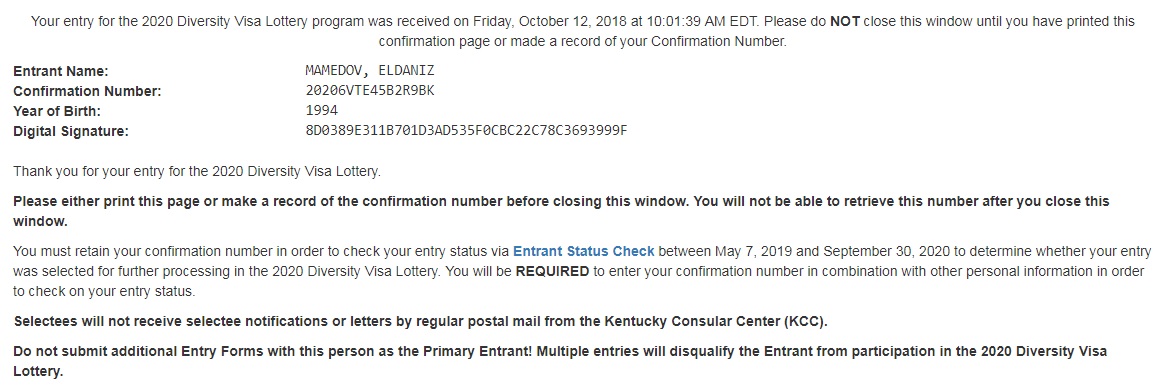 Your entry for the 2020 Diversity Visa Lottery program was received on Friday, October 12, 2018 at 10:01:39 AM EDT. Please do NOT close this window until you have printed this
confirmation page or made a record of your Confirmation Number.
Entrant Name: MAMEDOV, ELDANIZ
Confirmation Number: 20206VTE45B2R9BK
Year of Birth: 1994
Digital Signature: 8D0389E311B701D3AD535F0CBC22C78C3693999F
Thank you for your entry for the 2020 Diversity Visa Lottery.
Please either print this page or make a record of the confirmation number before closing this window. You will not be able to retrieve this number after you close this
window.
You must retain your confirmation number in order to check your entry status via Entrant Status Check between May 7, 2019 and September 30, 2020 to determine whether your entry
was selected for further processing in the 2020 Diversity Visa Lottery. You will be REQUIRED to enter your confirmation number in combination with other personal information in order
to check on your entry status.
Selectees will not receive selectee notifications or letters by regular postal mail from the Kentucky Consular Center (KCC).
Do not submit additional Entry Forms with this person as the Primary Entrant! Multiple entries will disqualify the Entrant from participation in the 2020 Diversity Visa
Lottery.